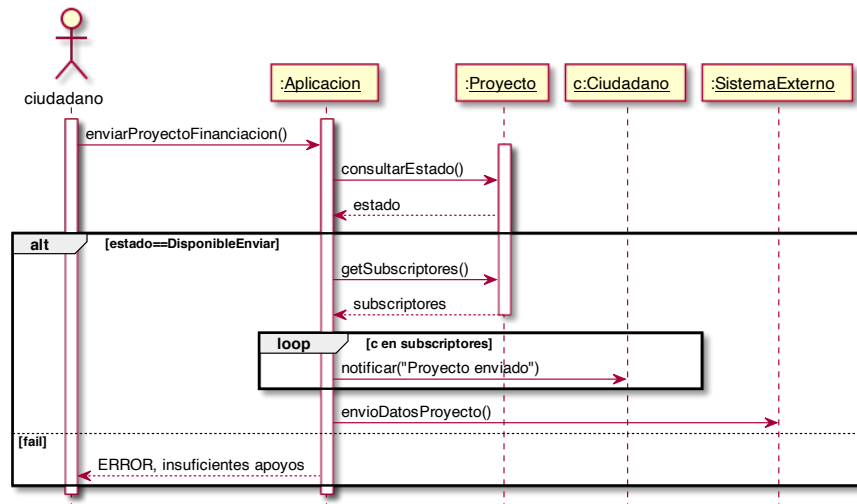 ciudadano
:Aplicacion
:Proyecto
c:Ciudadano
:SistemaExterno
enviarProyectoFinanciacion()
consultarEstado()
estado
alt
[estado==DisponibleEnviar]
getSubscriptores()
subscriptores
loop
[c en subscriptores]
notificar("Proyecto enviado")
envioDatosProyecto()
[fail]
ERROR, insuficientes apoyos